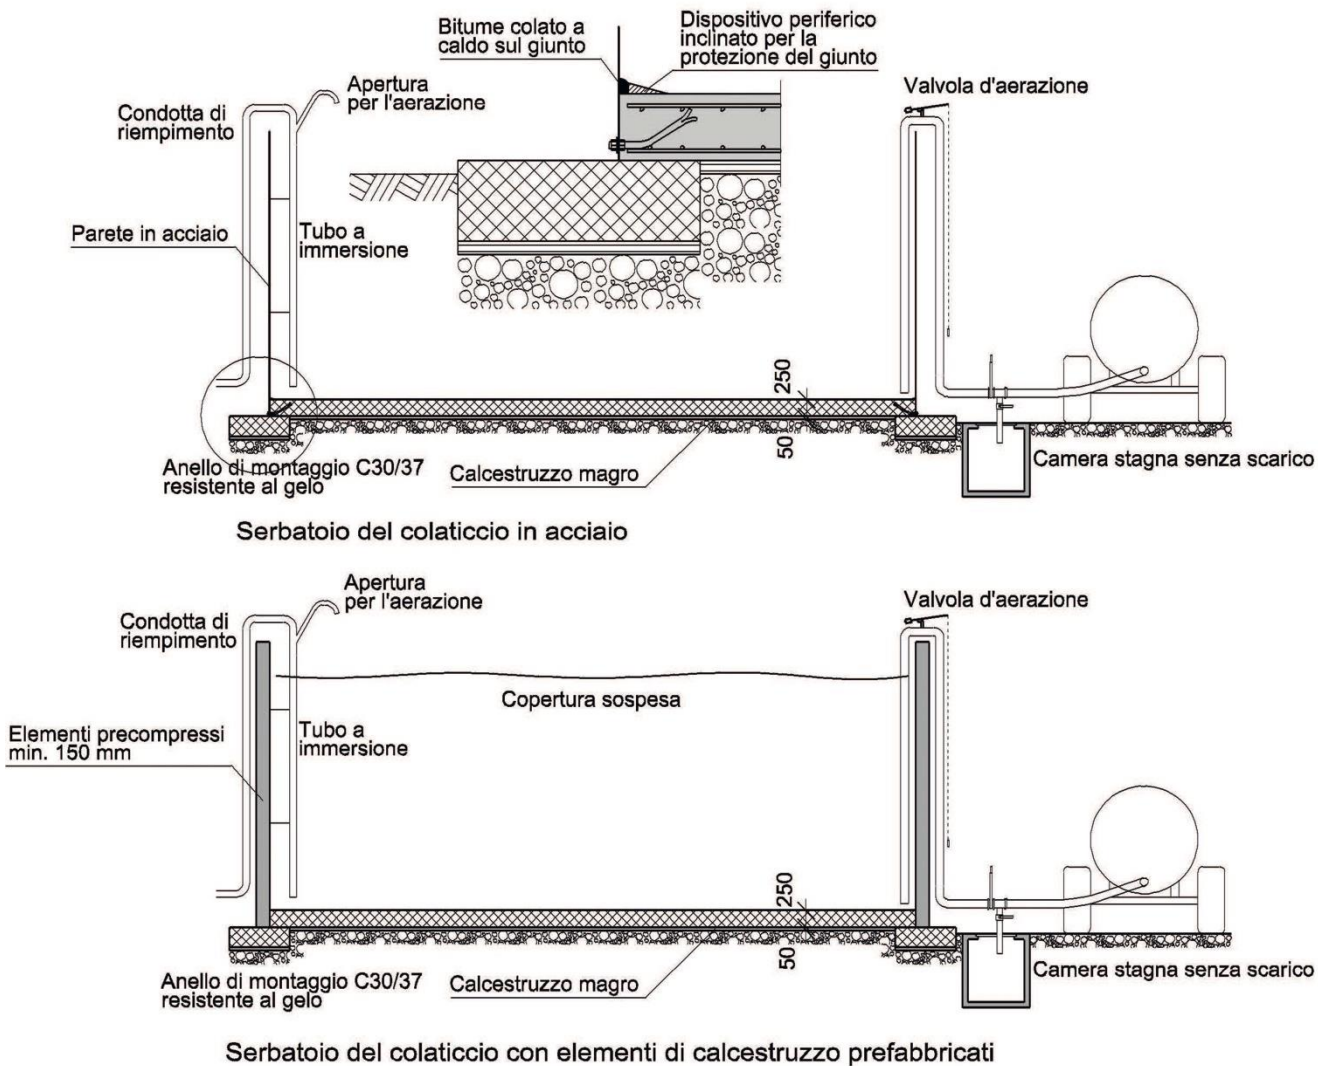 Bitume colato a
caldo sul giunto
Dispositivo periferico
inclinato per la
protezione del giunto
Apertura
per l'aerazione
Condotta di
riempimento
Valvola d'aerazione
Parete in acciaio
Tubo a
immersione
250
50
Anello di montaggio C30/37
resistente al gelo
Calcestruzzo magro
Camera stagna senza scarico
Serbatoio del colaticcio in acciaio
Apertura
per l'aerazione
Condotta di
riempimento
Valvola d'aerazione
Copertura sospesa
Elementi precompressi
min. 150 mm
Tubo a
immersione
250
50
Anello di montaggio C30/37
resistente al gelo
Calcestruzzo magro
Camera stagna senza scarico
Serbatoio del colaticcio con elementi di calcestruzzo prefabbricati